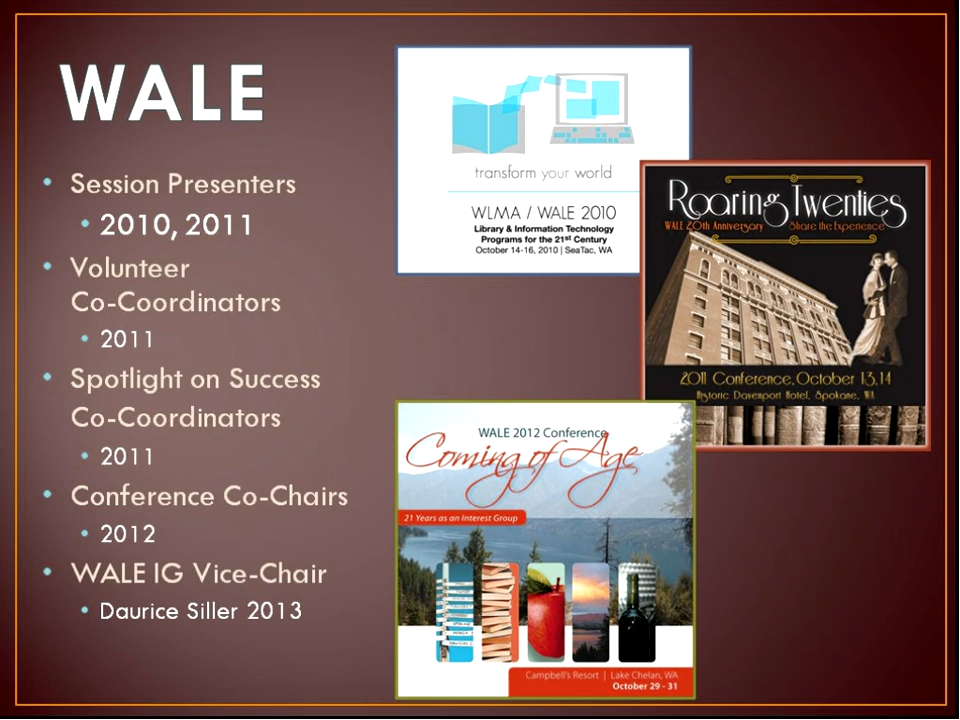 WALE
• Session Presenters
• 2010, 2011
• Volunteer
Co-Coordinators
• 2011
• Spotlight on Success
Co-Coordinators
• 2011
• Conference Co-Chairs
• 2012
• WALE IG Vice-Chair
• Daurice Siller 2013
transform your world
WLMA / WALE 2010
Library & Information Technology
Programs for the 21st Century
October 14-16, 2010 | SeaTac, WA
Roaring Twenties
WALE 20th Anniversary Share the Experience
2011 Conference, October 13,14
Historic Davenport Hotel, Spokane, WA
WALE 2012 Conference
Coming of Age
21 Years as an Interest Group
Campbell's Resort | Lake Chelan, WA
October 29 - 31